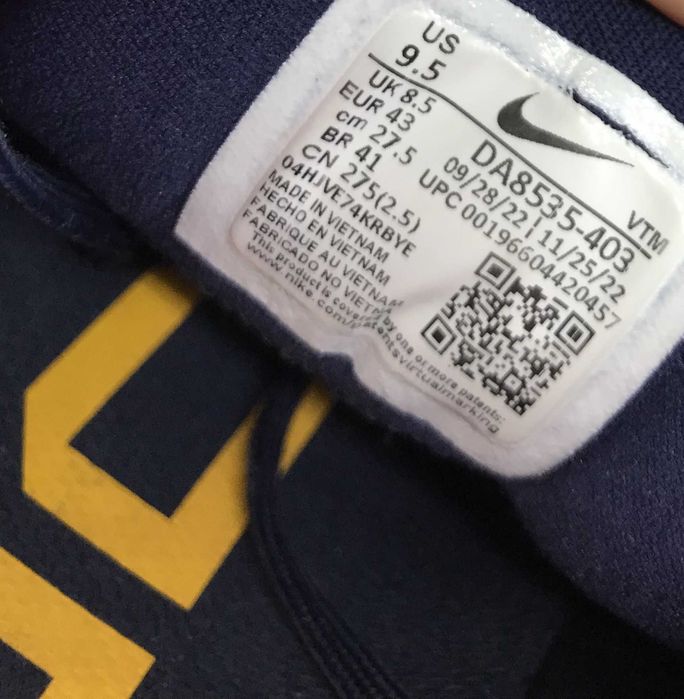 US
9.5
UK 8.5
EUR 43
cm 27.5
BR 41
CN 275(2.5)
04HJVE74KRBYE
MADE IN VIETNAM
HECHO EN VIETNAM
FABRIQUE AU VIETNAM
FABRICADO NO VIETNAM
This product is covered by one or more patents:
www.nike.com/patentsvirtualmarking
DA8535-403 VTM
09/28/22 | 11/25/22
UPC 00196604420457